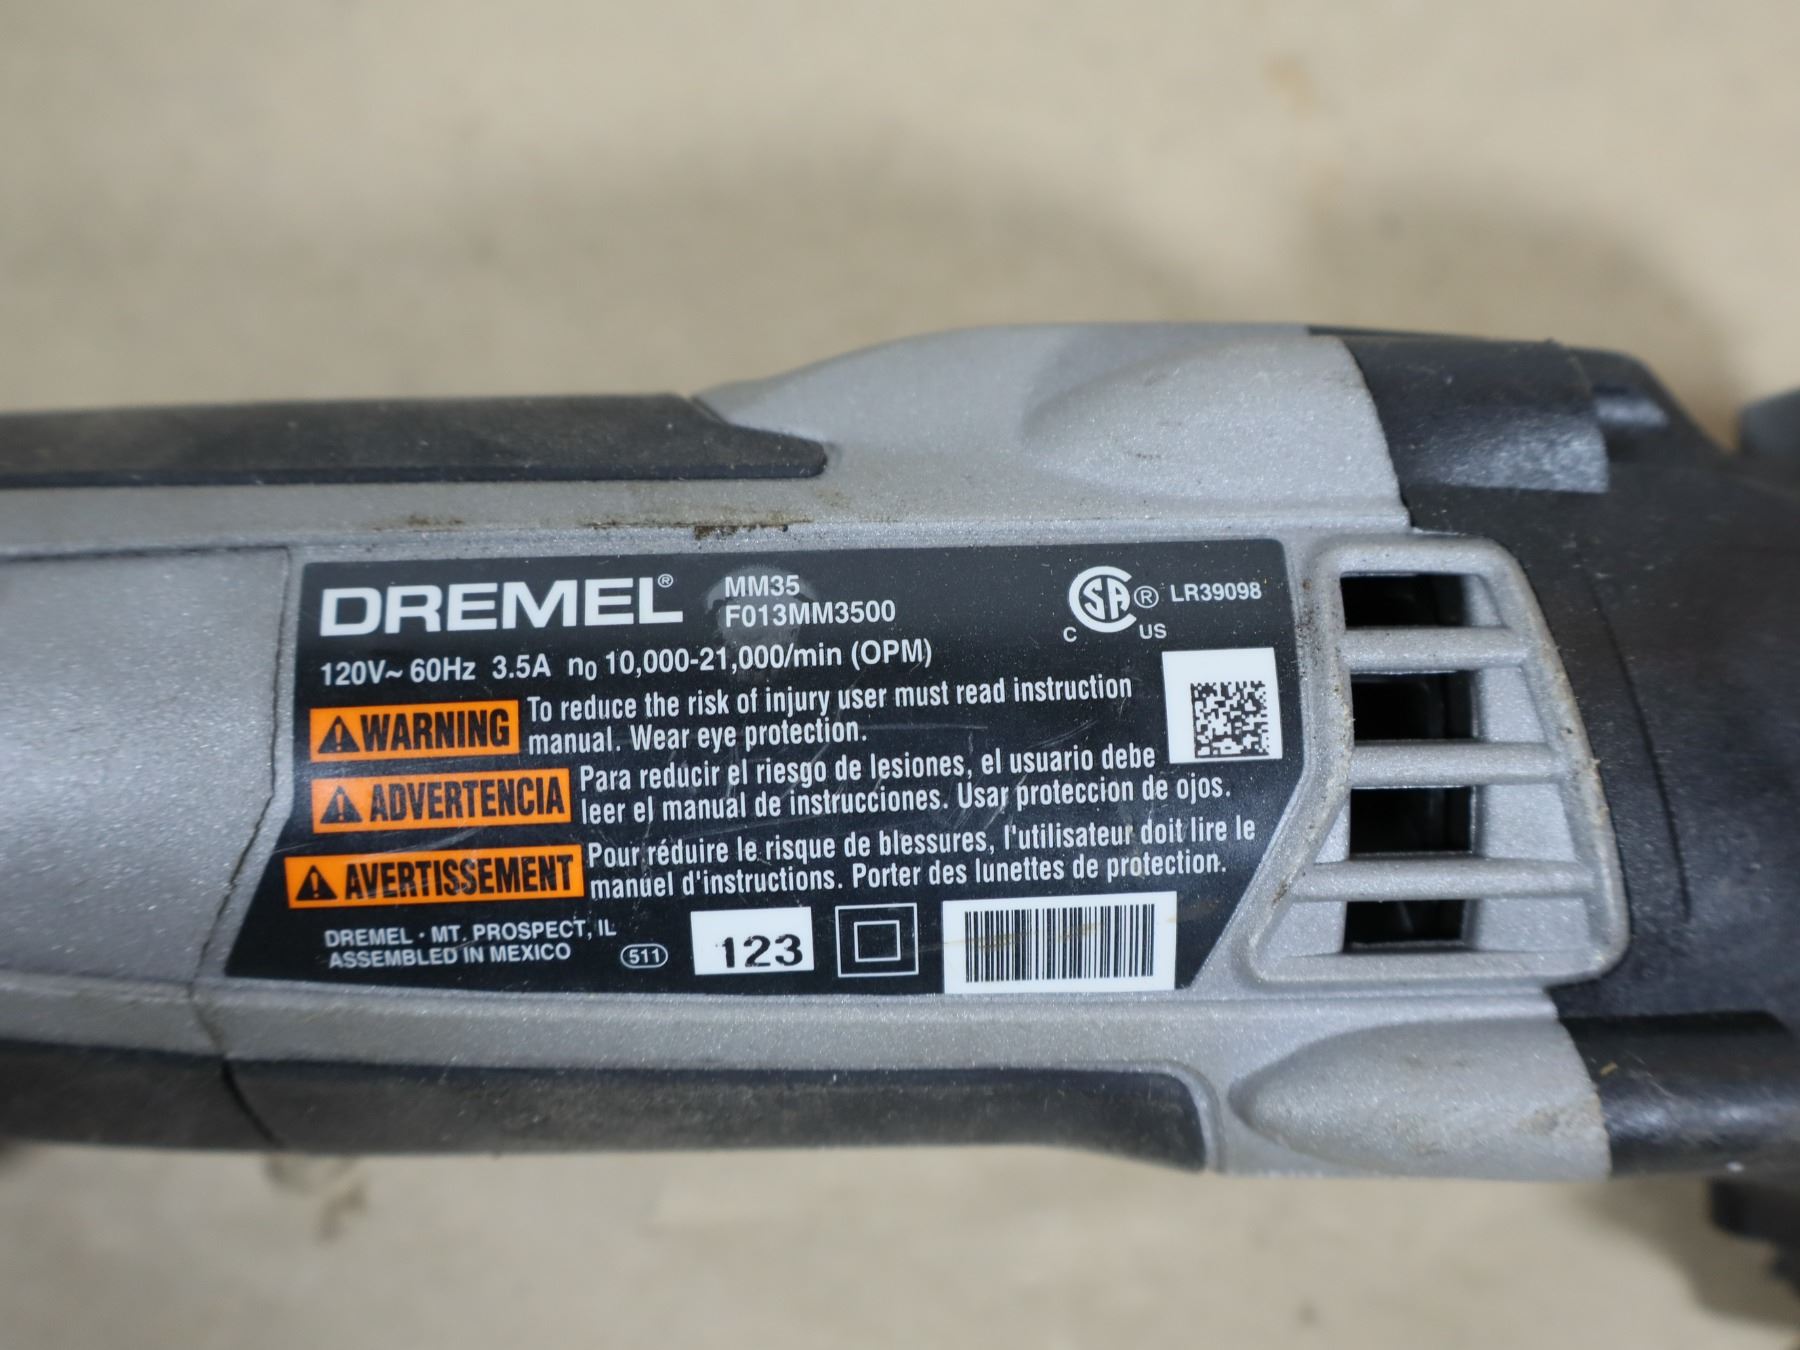 DREMEL®
MM35
F013MM3500
C SA ® US
LR39098
120V~ 60Hz 3.5A n0 10,000-21,000/min (OPM)
WARNING To reduce the risk of injury user must read instruction
manual. Wear eye protection.
ADVERTENCIA Para reducir el riesgo de lesiones, el usuario debe
leer el manual de instrucciones. Usar proteccion de ojos.
AVERTISSEMENT Pour réduire le risque de blessures, l'utilisateur doit lire le
manuel d'instructions. Porter des lunettes de protection.
DREMEL · MT. PROSPECT, IL
ASSEMBLED IN MEXICO
511
123